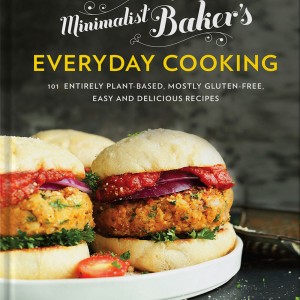 Minimalist Baker's
EVERYDAY COOKING
101 ENTIRELY PLANT-BASED, MOSTLY GLUTEN-FREE,
EASY AND DELICIOUS RECIPES